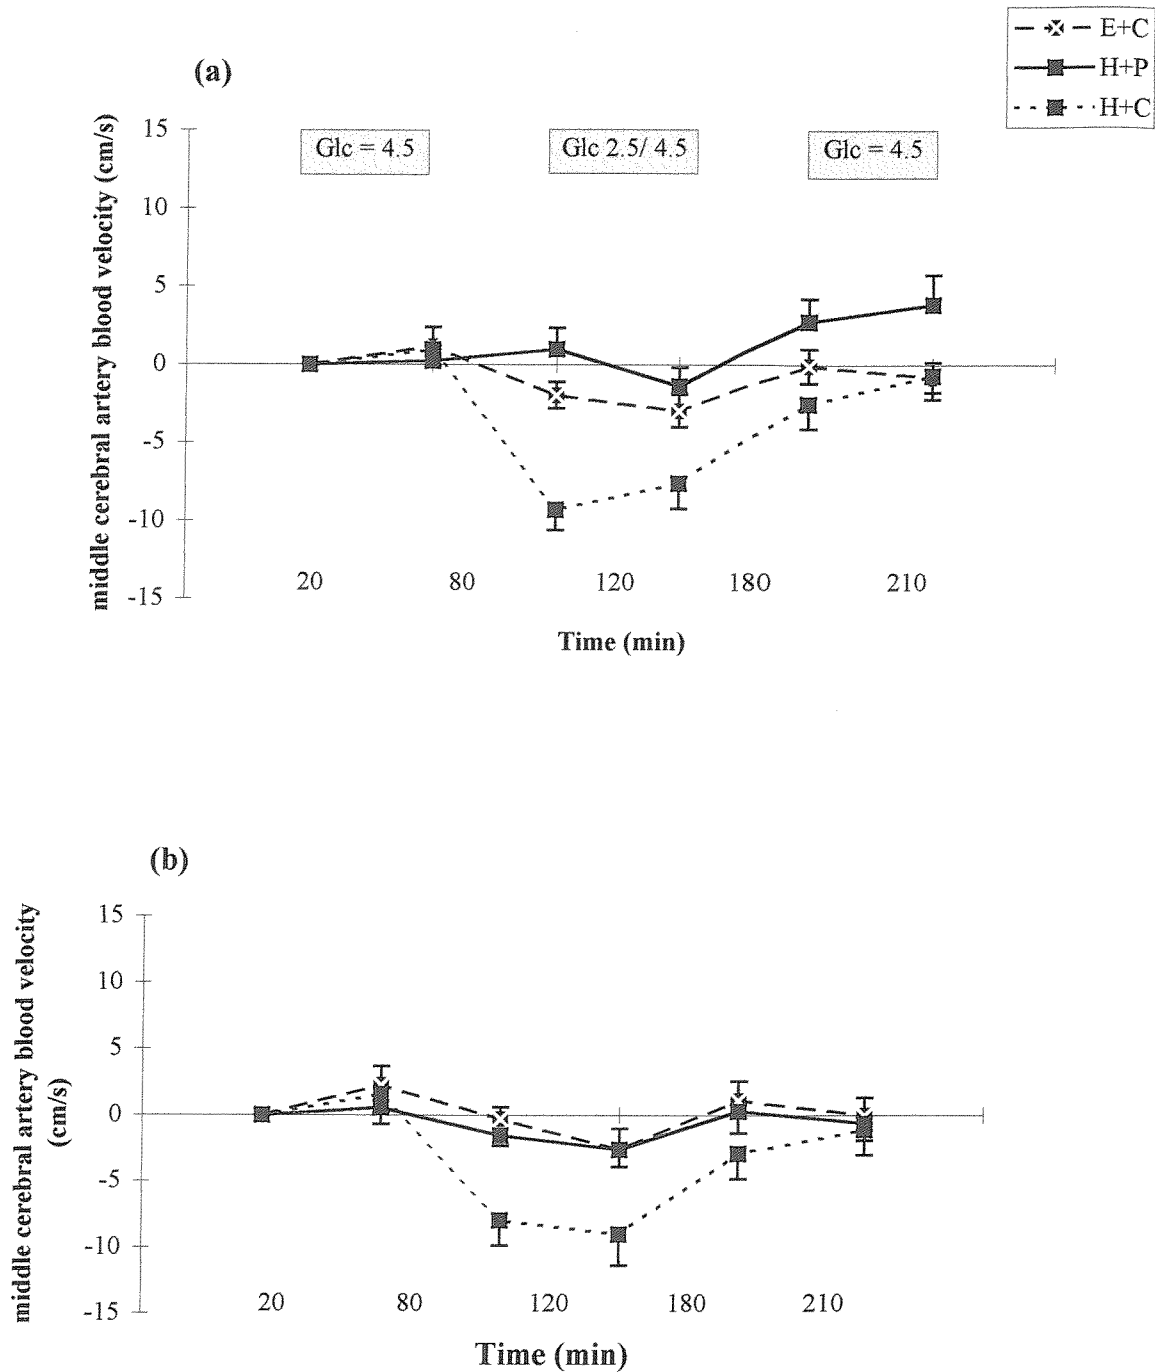 E+C
H+P
H+C
(a)
middle cerebral artery blood velocity (cm/s)
15
10
5
0
-5
-10
-15
Glc = 4.5
Glc 2.5/ 4.5
Glc = 4.5
20
80
120
180
210
Time (min)
(b)
middle cerebral artery blood velocity
(cm/s)
15
10
5
0
-5
-10
-15
20
80
120
180
210
Time (min)